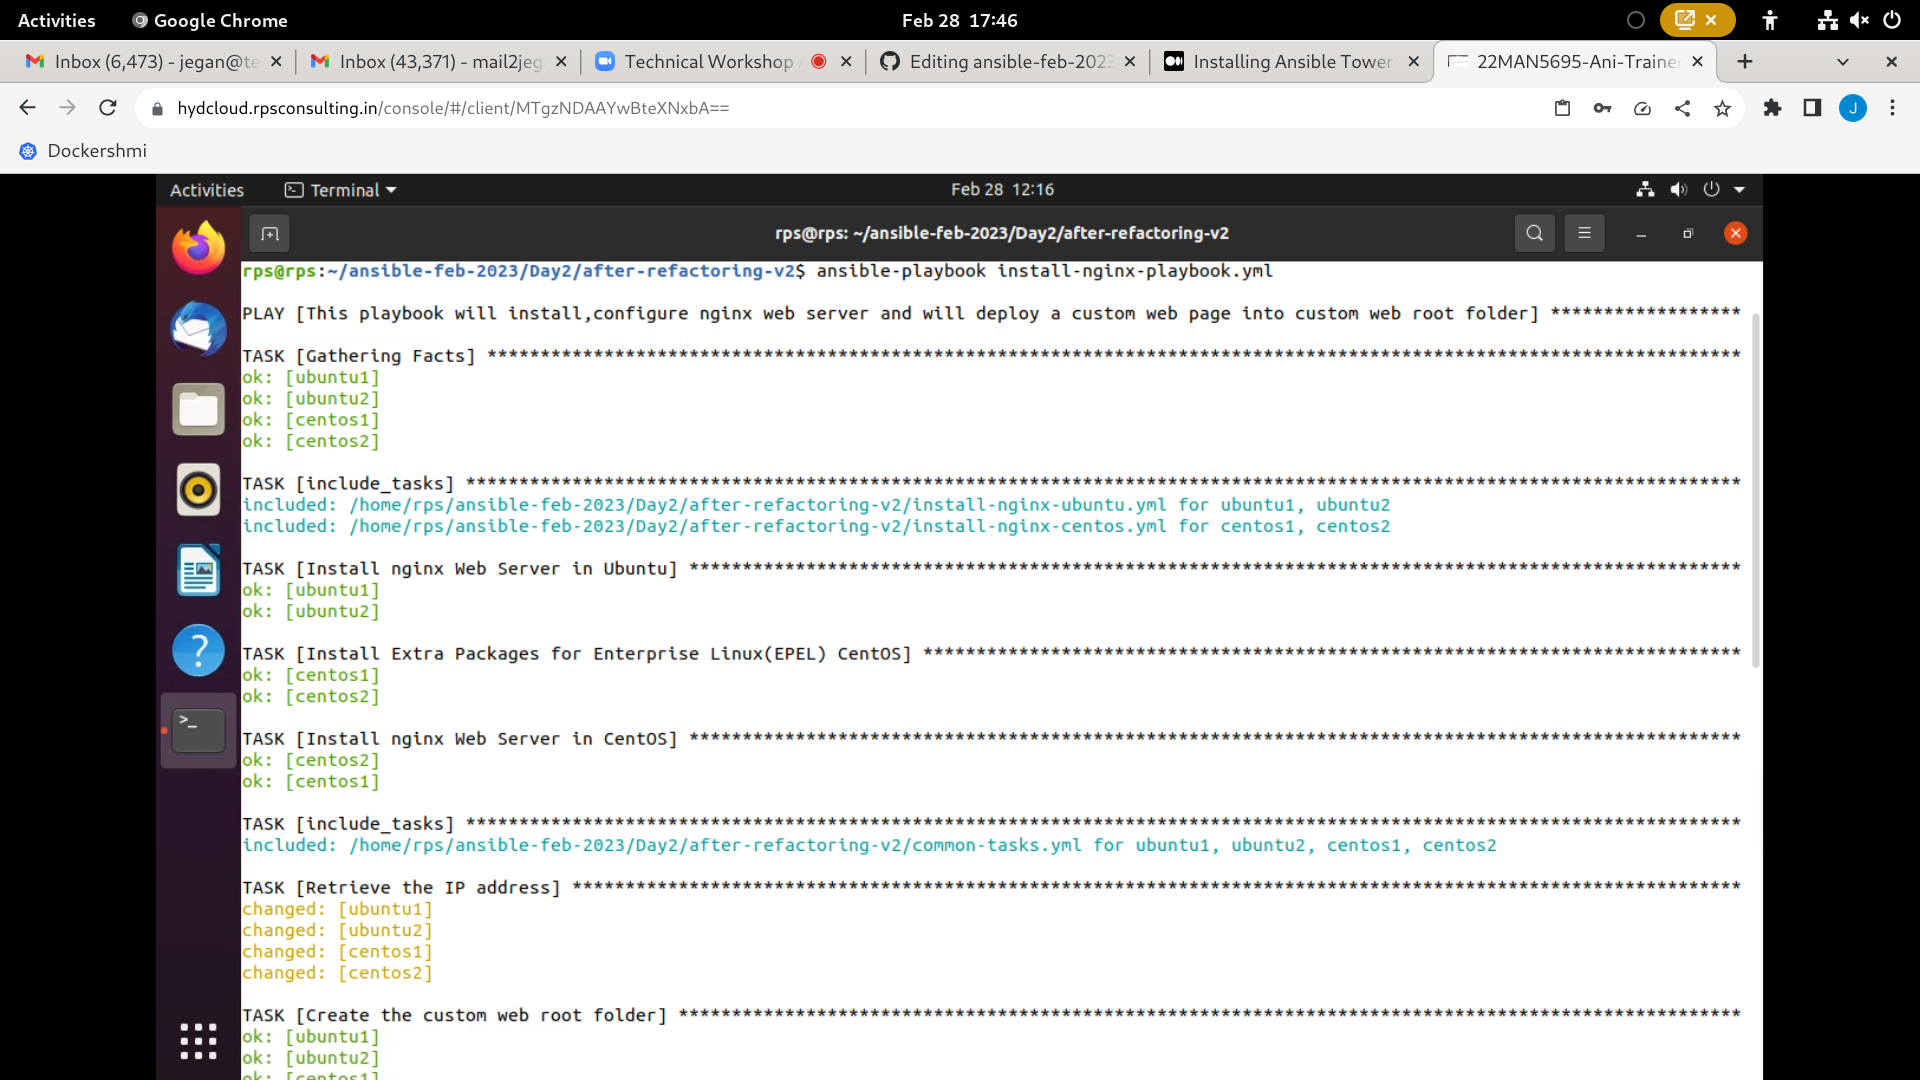 Activities Google Chrome Feb 28 17:46
Inbox (6,473) - jegan@te Inbox (43,371) - mail2jeg Technical Workshop Editing ansible-feb-2023 Installing Ansible Tower 22MAN5695-Ani-Trainer
hydcloud.rpsconsulting.in/console/#/client/MTgzNDAAYwBteXNxbA== J
Dockershmi
Activities Terminal Feb 28 12:16
rps@rps: ~/ansible-feb-2023/Day2/after-refactoring-v2
rps@rps:~/ansible-feb-2023/Day2/after-refactoring-v2$ ansible-playbook install-nginx-playbook.yml
PLAY [This playbook will install,configure nginx web server and will deploy a custom web page into custom web root folder] ******************
TASK [Gathering Facts] **********************************************************************************************************************
ok: [ubuntu1]
ok: [ubuntu2]
ok: [centos1]
ok: [centos2]
TASK [include_tasks] ************************************************************************************************************************
included: /home/rps/ansible-feb-2023/Day2/after-refactoring-v2/install-nginx-ubuntu.yml for ubuntu1, ubuntu2
included: /home/rps/ansible-feb-2023/Day2/after-refactoring-v2/install-nginx-centos.yml for centos1, centos2
TASK [Install nginx Web Server in Ubuntu] ***************************************************************************************************
ok: [ubuntu1]
ok: [ubuntu2]
TASK [Install Extra Packages for Enterprise Linux(EPEL) CentOS] *****************************************************************************
ok: [centos1]
ok: [centos2]
TASK [Install nginx Web Server in CentOS] ***************************************************************************************************
ok: [centos2]
ok: [centos1]
TASK [include_tasks] ************************************************************************************************************************
included: /home/rps/ansible-feb-2023/Day2/after-refactoring-v2/common-tasks.yml for ubuntu1, ubuntu2, centos1, centos2
TASK [Retrieve the IP address] **************************************************************************************************************
changed: [ubuntu1]
changed: [ubuntu2]
changed: [centos1]
changed: [centos2]
TASK [Create the custom web root folder] ****************************************************************************************************
ok: [ubuntu1]
ok: [ubuntu2]
ok: [centos1]